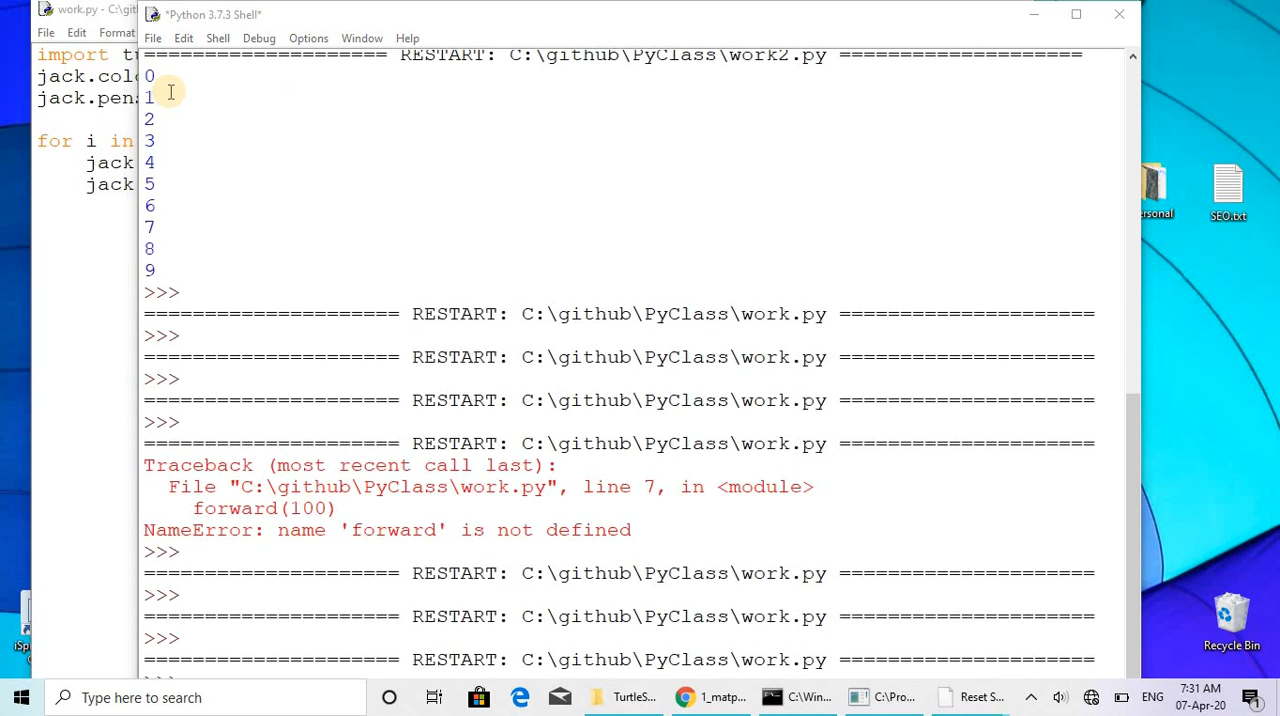 work.py - C:\gitl
File Edit Format
import tu
jack.colo
jack.pens
for i in
jack
jack
*Python 3.7.3 Shell*
File Edit Shell Debug Options Window Help
==================== RESTART: C:\github\PyClass\work2.py ====================
0
1
2
3
4
5
6
7
8
9
>>>
===================== RESTART: C:\github\PyClass\work.py =====================
>>>
===================== RESTART: C:\github\PyClass\work.py =====================
>>>
===================== RESTART: C:\github\PyClass\work.py =====================
>>>
===================== RESTART: C:\github\PyClass\work.py =====================
Traceback (most recent call last):
File "C:\github\PyClass\work.py", line 7, in <module>
forward(100)
NameError: name 'forward' is not defined
>>>
===================== RESTART: C:\github\PyClass\work.py =====================
>>>
===================== RESTART: C:\github\PyClass\work.py =====================
>>>
===================== RESTART: C:\github\PyClass\work.py =====================
>>>
ersonal
SEO.txt
iSpri
Recycle Bin
Type here to search
TurtleS...
1_mtp...
C:\Win...
C:\Pro...
Reset S...
ENG
7:31 AM
07-Apr-20